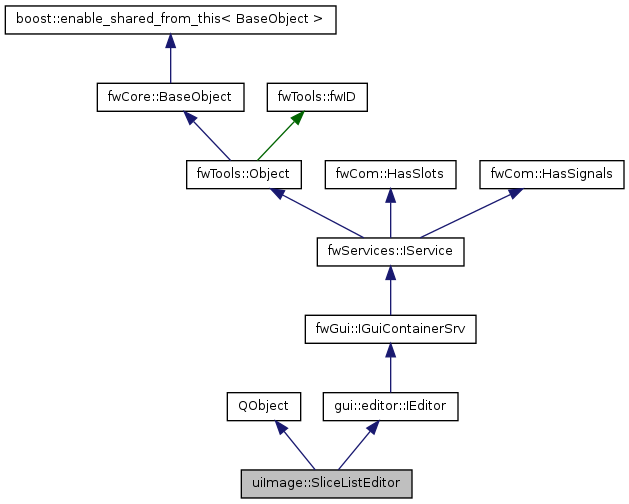 boost::enable_shared_from_this< BaseObject >
fwCore::BaseObject
fwTools::fwID
fwTools::Object
fwCom::HasSlots
fwCom::HasSignals
fwServices::IService
fwGui::IGuiContainerSrv
QObject
gui::editor::IEditor
uiImage::SliceListEditor